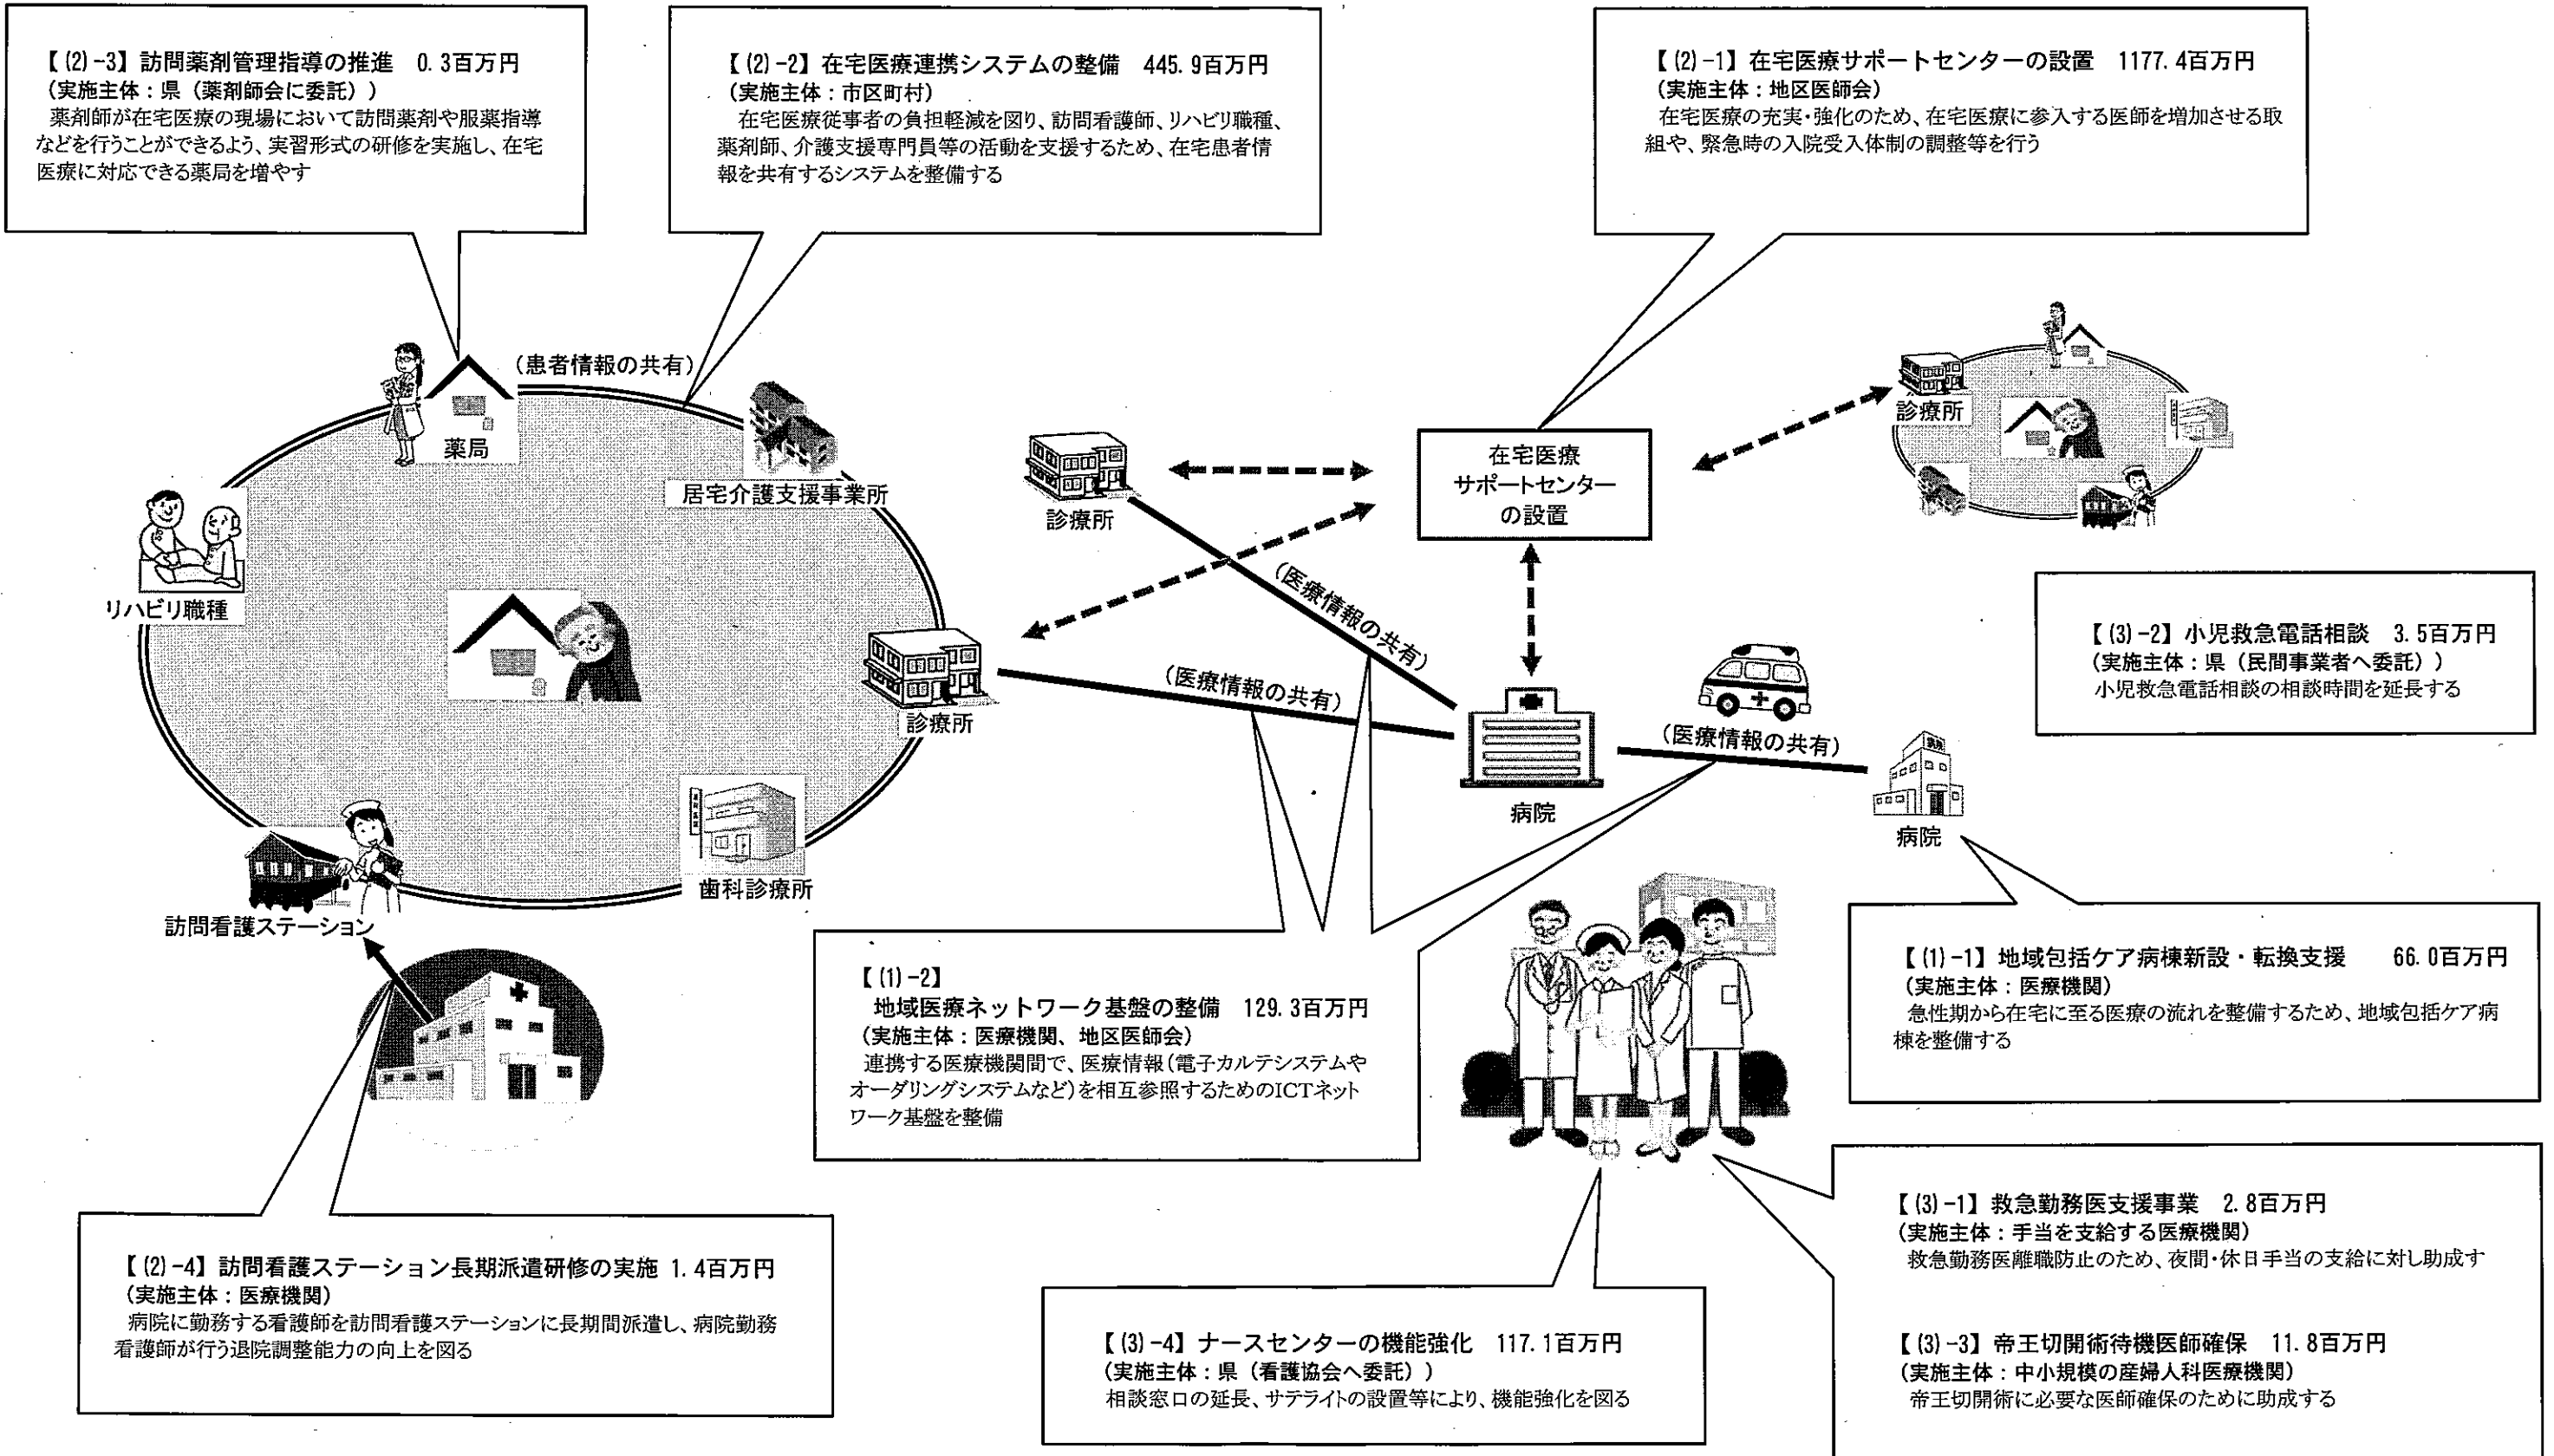 【(2)-3】訪問薬剤管理指導の推進　0.3百万円
(実施主体：県(薬剤師会に委託))
薬剤師が在宅医療の現場において訪問薬剤や服薬指導
などを行うことができるよう、実習形式の研修を実施し、在宅
医療に対応できる薬局を増やす
【(2)-2】在宅医療連携システムの整備　445.9百万円
(実施主体：市区町村)
在宅医療従事者の負担軽減を図り、訪問看護師、リハビリ職種、
薬剤師、介護支援専門員等の活動を支援するため、在宅患者情
報を共有するシステムを整備する
【(2)-1】在宅医療サポートセンターの設置　1177.4百万円
(実施主体：地区医師会)
在宅医療の充実・強化のため、在宅医療に参入する医師を増加させる取
組や、緊急時の入院受入体制の調整等を行う
(患者情報の共有)
薬局
居宅介護支援事業所
リハビリ職種
診療所
歯科診療所
訪問看護ステーション
診療所
在宅医療
サポートセンター
の設置
診療所
(医療情報の共有)
(医療情報の共有)
(医療情報の共有)
病院
病院
病院
【(3)-2】小児救急電話相談　3.5百万円
(実施主体：県(民間事業者へ委託))
小児救急電話相談の相談時間を延長する
【(1)-2】
地域医療ネットワーク基盤の整備　129.3百万円
(実施主体：医療機関、地区医師会)
連携する医療機関間で、医療情報(電子カルテシステムや
オーダリングシステムなど)を相互参照するためのICTネット
ワーク基盤を整備
【(1)-1】地域包括ケア病棟新設・転換支援　66.0百万円
(実施主体：医療機関)
急性期から在宅に至る医療の流れを整備するため、地域包括ケア病
棟を整備する
【(2)-4】訪問看護ステーション長期派遣研修の実施 1.4百万円
(実施主体：医療機関)
病院に勤務する看護師を訪問看護ステーションに長期間派遣し、病院勤務
看護師が行う退院調整能力の向上を図る
【(3)-4】ナースセンターの機能強化　117.1百万円
(実施主体：県(看護協会へ委託))
相談窓口の延長、サテライトの設置等により、機能強化を図る
【(3)-1】救急勤務医支援事業　2.8百万円
(実施主体：手当を支給する医療機関)
救急勤務医離職防止のため、夜間・休日手当の支給に対し助成す
【(3)-3】帝王切開術待機医師確保　11.8百万円
(実施主体：中小規模の産婦人科医療機関)
帝王切開術に必要な医師確保のために助成する